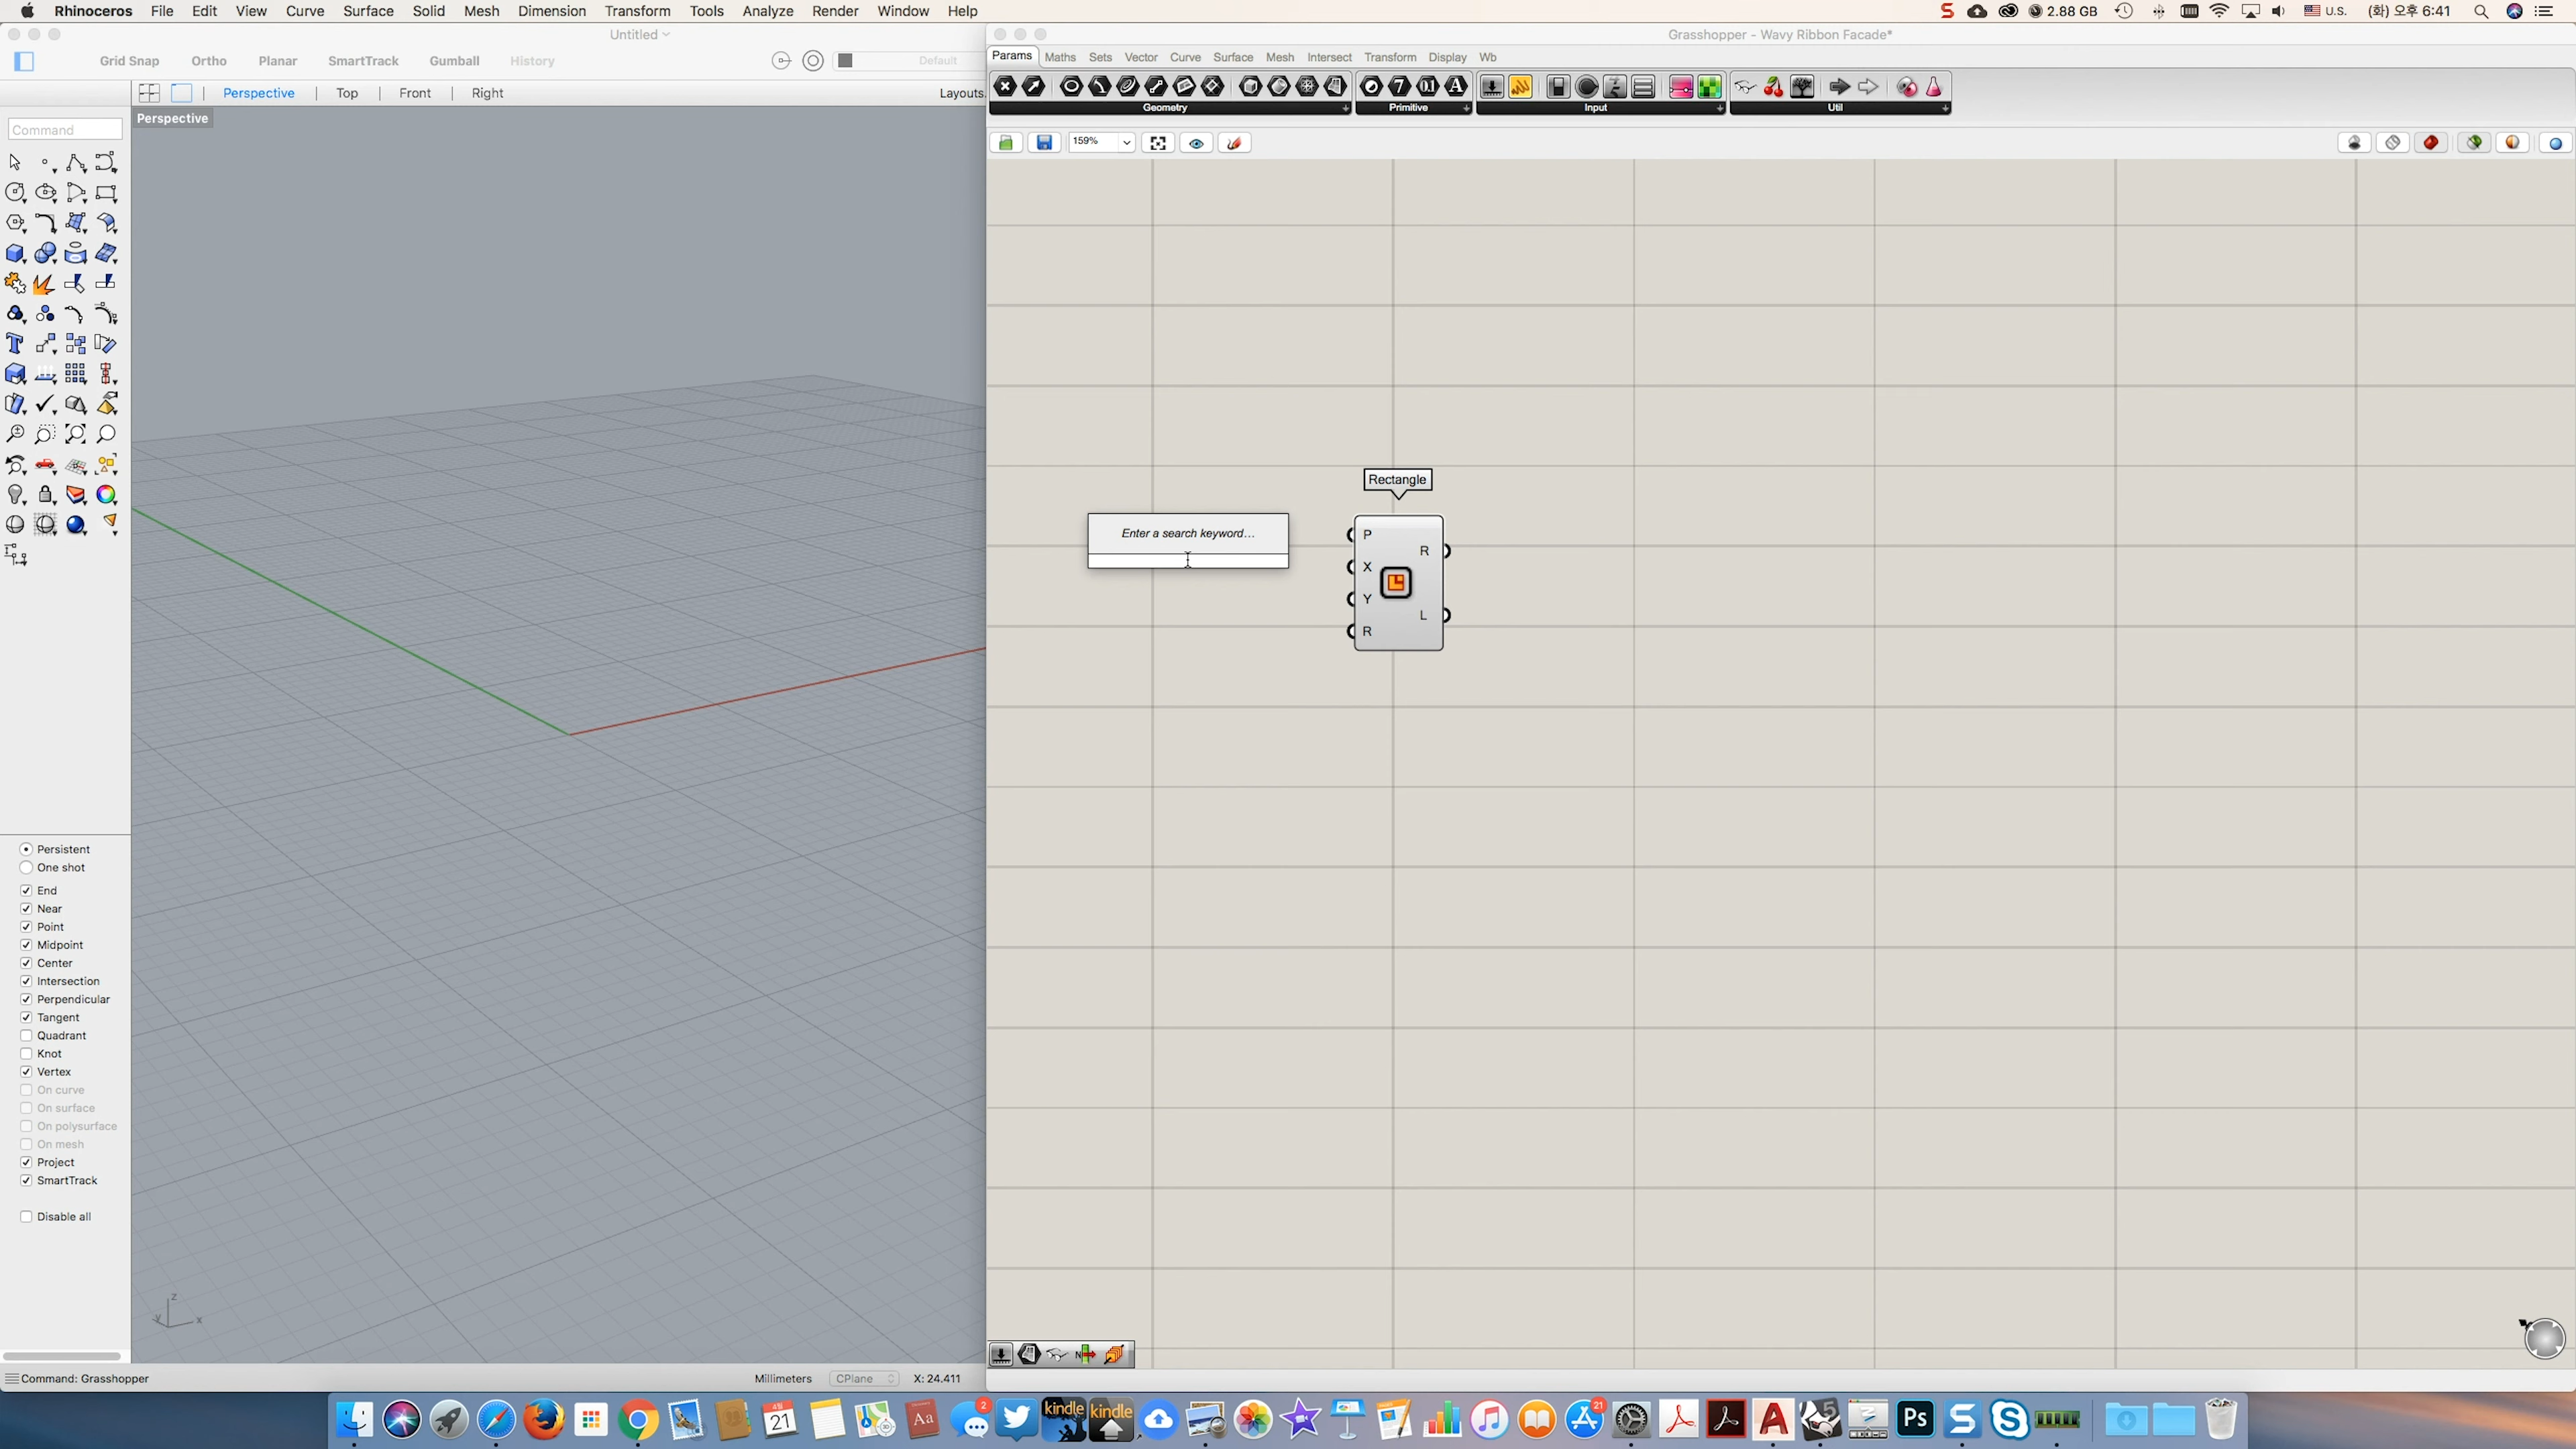 Rhinoceros File Edit View Curve Surface Solid Mesh Dimension Transform Tools Analyze Render Window Help
2.88 GB U.S. (화) 오후 6:41
Untitled
Grasshopper - Wavy Ribbon Facade*
Grid Snap Ortho Planar SmartTrack Gumball History Default
Params Maths Sets Vector Curve Surface Mesh Intersect Transform Display Wb
Perspective Top Front Right Layouts...
Geometry Primitive Input Util
Perspective
Command
159%
Rectangle
Enter a search keyword...
P
X
Y
R
R
L
Persistent
One shot
End
Near
Point
Midpoint
Center
Intersection
Perpendicular
Tangent
Quadrant
Knot
Vertex
On curve
On surface
On polysurface
On mesh
Project
SmartTrack
Disable all
z
y x
Command: Grasshopper
Millimeters CPlane X: 24.411
21
Aa
2
kindle
kindle
21
5
Ps
S